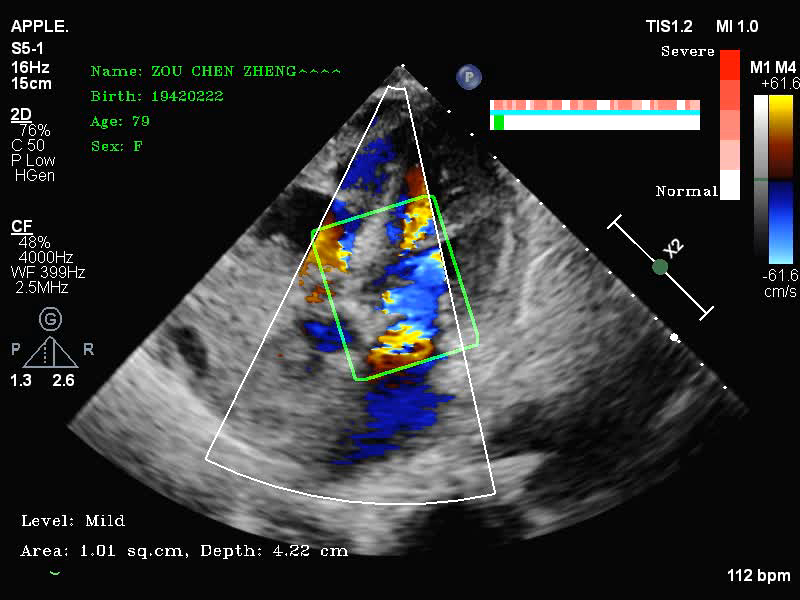 APPLE.
S5-1
16Hz
15cm
2D
76%
C 50
P Low
HGen
CF
48%
4000Hz
WF 399Hz
2.5MHz
G
P R
1.3 2.6
Name: ZOU CHEN ZHENG^^^^
Birth: 19420222
Age: 79
Sex: F
P
TIS1.2 MI 1.0
Severe
Normal
M1 M4
+61.6
-61.6
cm/s
X2
Level: Mild
Area: 1.01 sq.cm, Depth: 4.22 cm
112 bpm